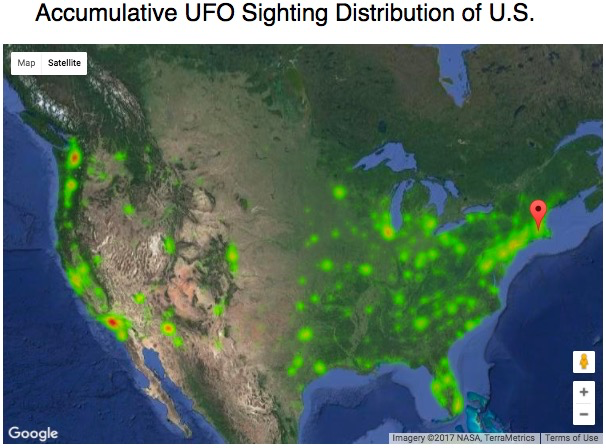 Accumulative UFO Sighting Distribution of U.S.
Map Satellite
Google
Imagery ©2017 NASA, TerraMetrics Terms of Use